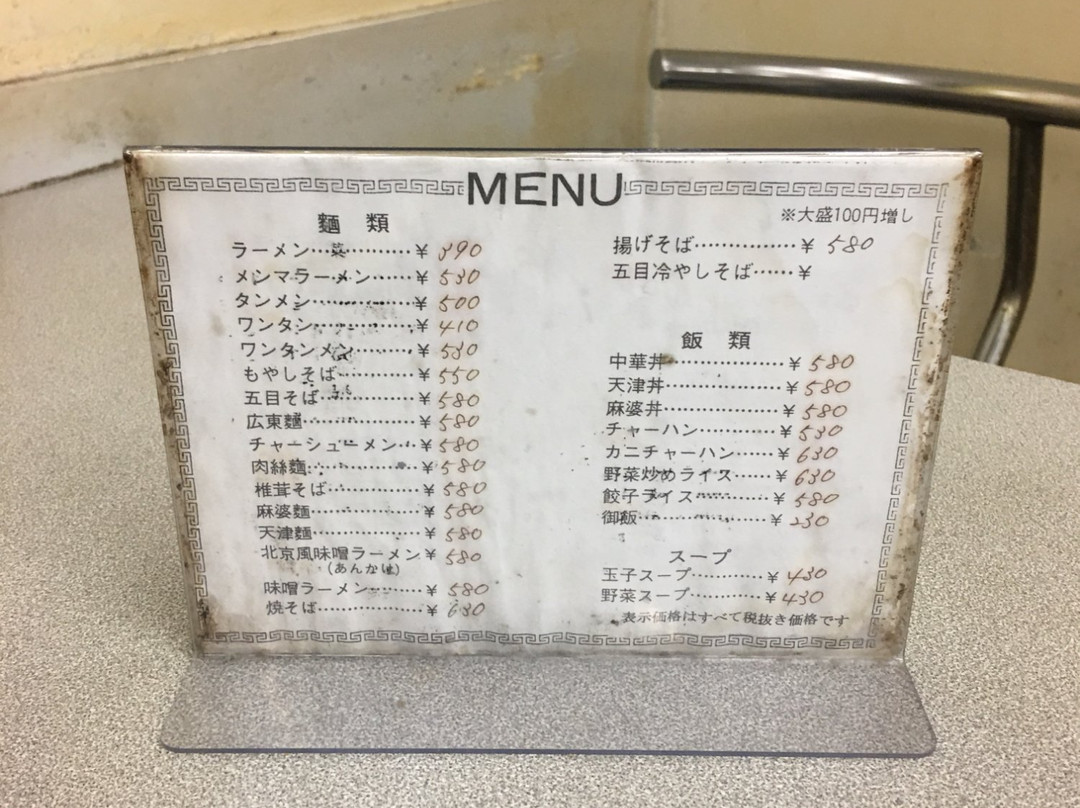 MENU
※大盛100円増し
麵 類
ラーメン…菜…………¥ 390
メンマラーメン……¥ 530
タンメン……………¥ 500
ワンタン……………¥ 410
ワンタンメン…………¥ 530
もやしそば…………¥ 550
五目そば……………¥ 580
広東麵………………¥ 580
チャーシューメン…¥ 580
肉絲麵………………¥ 580
椎茸そば……………¥ 580
麻婆麵………………¥ 580
天津麵………………¥ 580
北京風味噌ラーメン¥ 580
(あんかけ)
味噌ラーメン………¥ 580
焼そば………………¥ 630
揚げそば……………¥ 580
五目冷やしそば……¥
飯 類
中華丼………………¥ 580
天津丼………………¥ 580
麻婆丼………………¥ 580
チャーハン…………¥ 530
カニチャーハン……¥ 630
野菜炒めライス……¥ 630
餃子ライス…………¥ 580
御飯…………………¥ 230
スープ
玉子スープ…………¥ 430
野菜スープ…………¥ 430
表示価格はすべて税抜き価格です